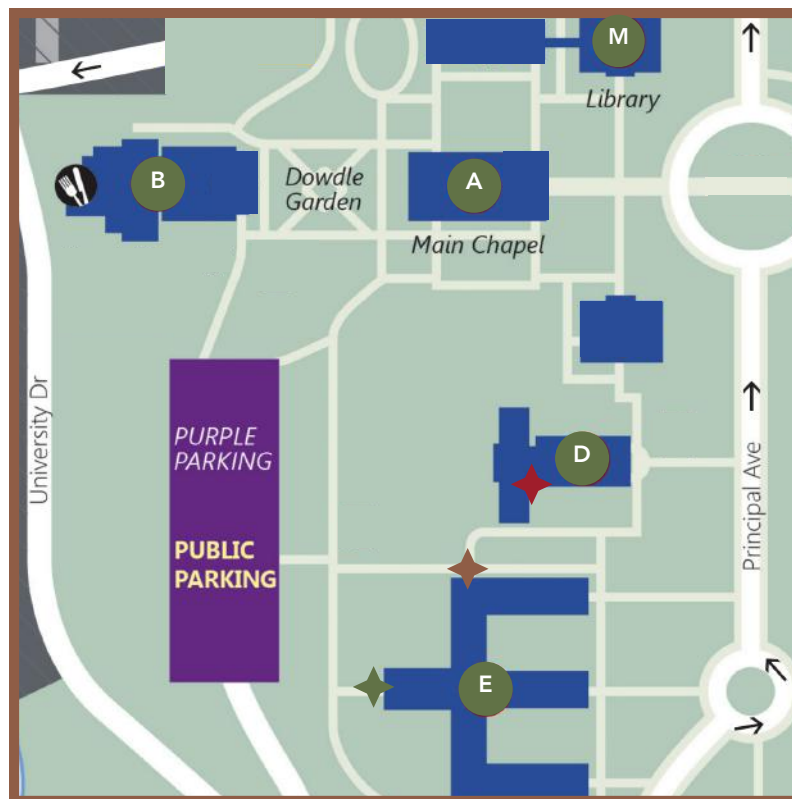 M
Library
B
Dowdle
Garden
A
Main Chapel
University Dr
PURPLE
PARKING
PUBLIC
PARKING
D
Principal Ave
E